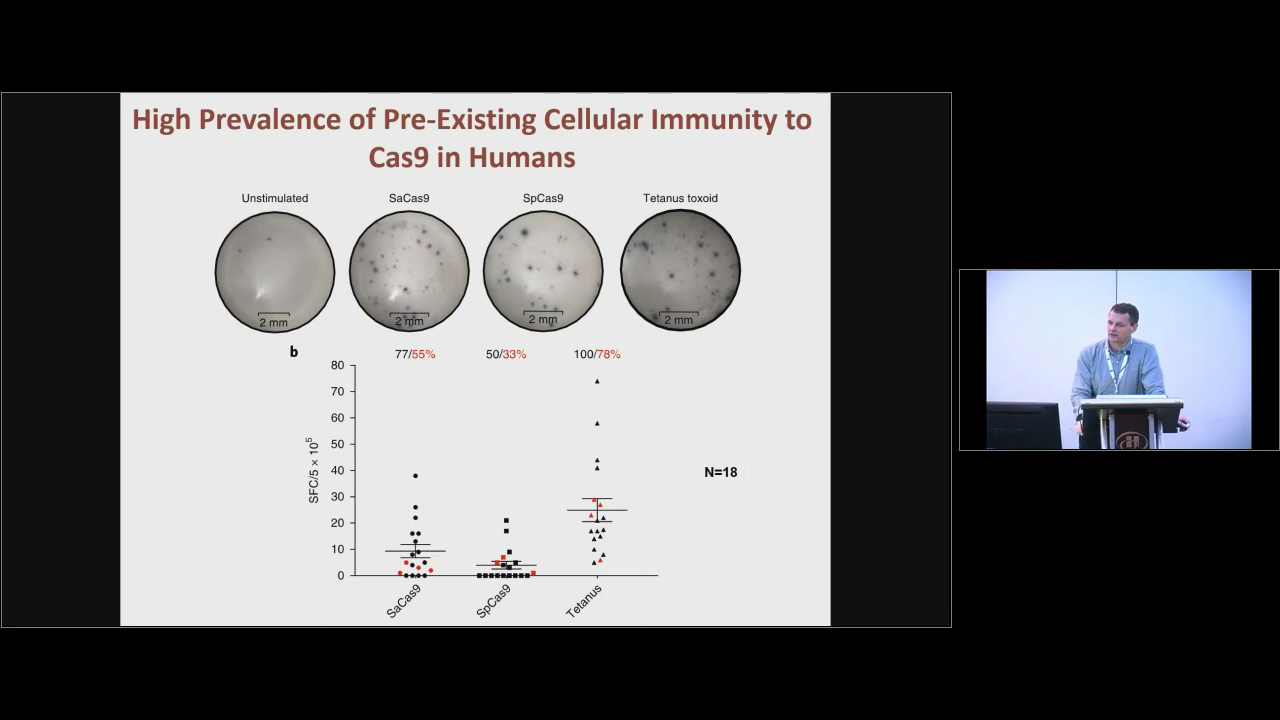 High Prevalence of Pre-Existing Cellular Immunity to
Cas9 in Humans
Unstimulated
SaCas9
SpCas9
Tetanus toxoid
2 mm
2 mm
2 mm
2 mm
b
77/55%
50/33%
100/78%
80
70
60
50
40
30
20
10
0
SFC/5 × 10⁵
N=18
SaCas9
SpCas9
Tetanus